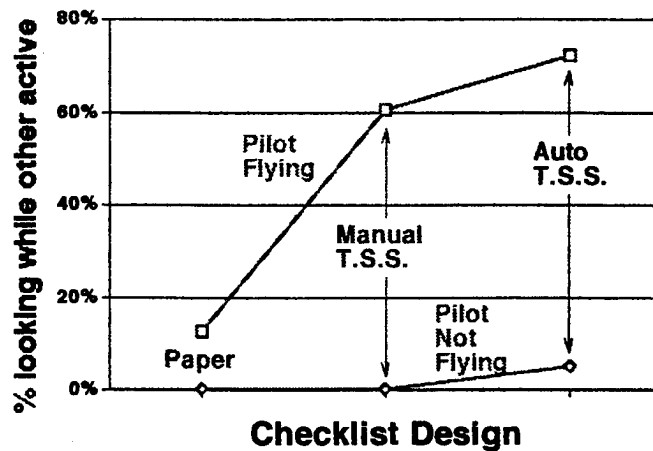 % looking while other active
80%
60%
40%
20%
0%
Pilot
Flying
Auto
T.S.S.
Manual
T.S.S.
Pilot
Not
Flying
Paper
Checklist Design